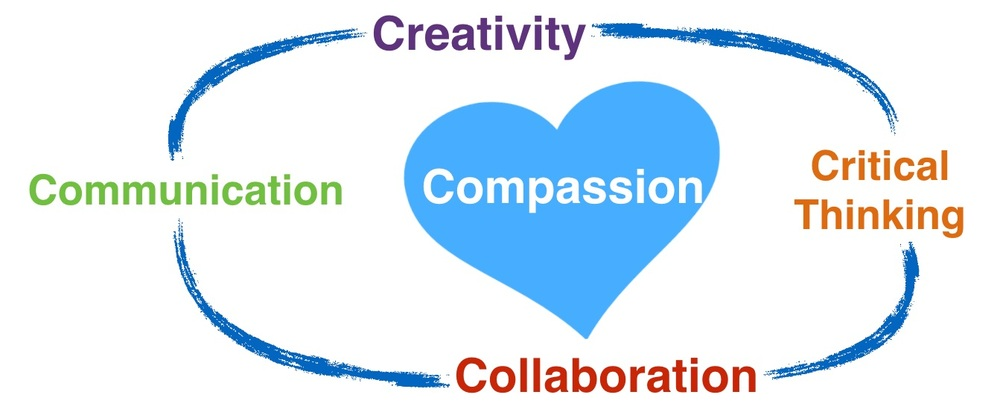 Creativity
Communication
Compassion
Critical
Thinking
Collaboration